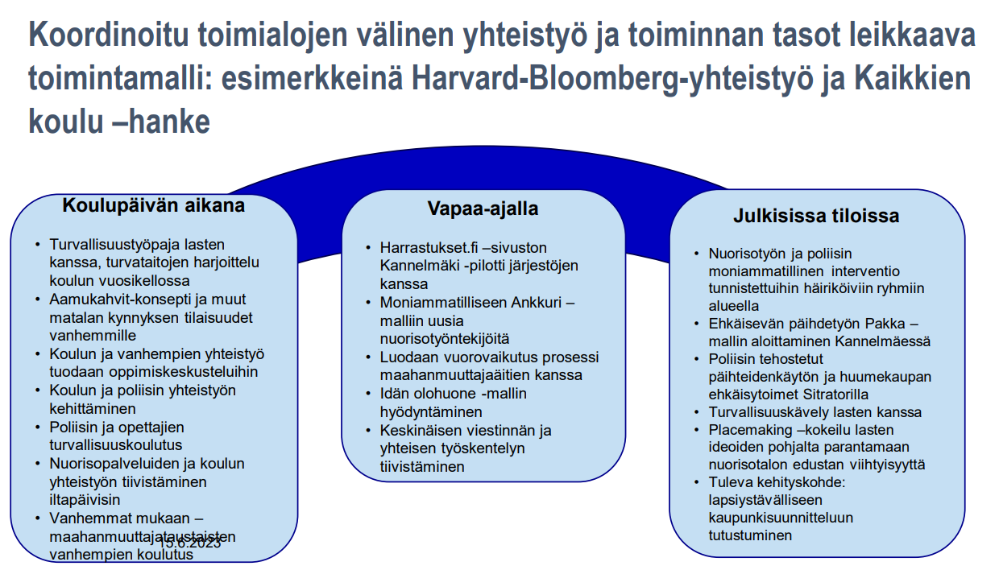 Koordinoitu toimialojen välinen yhteistyö ja toiminnan tasot leikkaava
toimintamalli: esimerkkeinä Harvard-Bloomberg-yhteistyö ja Kaikkien
koulu –hanke
Koulupäivän aikana
• Turvallisuustyöpaja lasten
kanssa, turvataitojen harjoittelu
koulun vuosikellossa
• Aamukahvit-konsepti ja muut
matalan kynnyksen tilaisuudet
vanhemmille
• Koulun ja vanhempien yhteistyö
tuodaan oppimiskeskusteluihin
• Koulun ja poliisin yhteistyön
kehittäminen
• Poliisin ja opettajien
turvallisuuskoulutus
• Nuorisopalveluiden ja koulun
yhteistyön tiivistäminen
iltapäivisin
• Vanhemmat mukaan –
maahanmuuttajataustaisten
vanhempien koulutus
15.6.2023
Vapaa-ajalla
• Harrastukset.fi –sivuston
Kannelmäki -pilotti järjestöjen
kanssa
• Moniammatilliseen Ankkuri –
malliin uusia
nuorisotyöntekijöitä
• Luodaan vuorovaikutus prosessi
maahanmuuttajaäitien kanssa
• Idän olohuone -mallin
hyödyntäminen
• Keskinäisen viestinnän ja
yhteisen työskentelyn
tiivistäminen
Julkisissa tiloissa
• Nuorisotyön ja poliisin
moniammatillinen interventio
tunnistettuihin häiriköiviin ryhmiin
alueella
• Ehkäisevän päihdetyön Pakka –
mallin aloittaminen Kannelmäessä
• Poliisin tehostetut
päihteidenkäytön ja huumekaupan
ehkäisytoimet Sitratorilla
• Turvallisuuskävely lasten kanssa
• Placemaking –kokeilu lasten
ideoiden pohjalta parantamaan
nuorisotalon edustan viihtyisyyttä
• Tuleva kehityskohde:
lapsiystävälliseen
kaupunkisuunnitteluun
tutustuminen